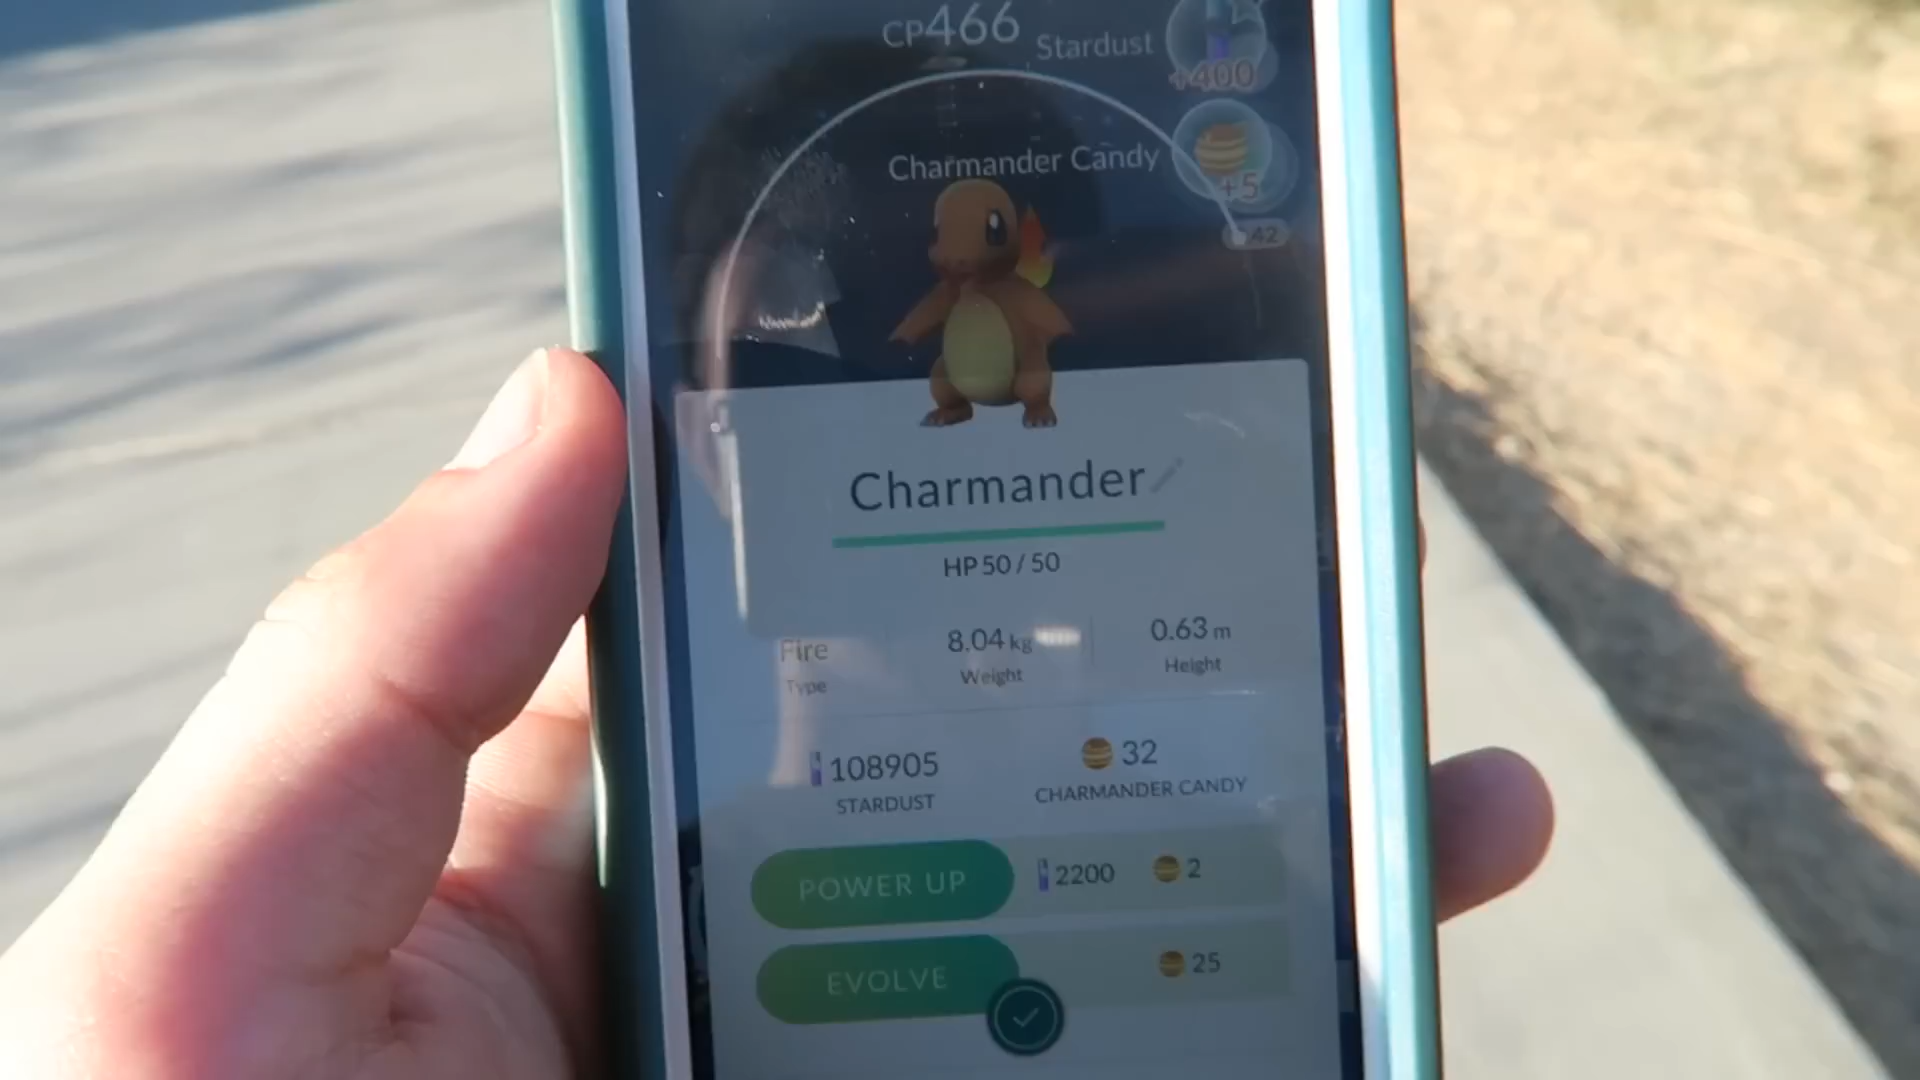 CP466
Stardust
+400
Charmander Candy
+5
42
Charmander
HP 50 / 50
Fire
Type
8.04 kg
Weight
0.63 m
Height
108905
STARDUST
32
CHARMANDER CANDY
POWER UP
2200
2
EVOLVE
25